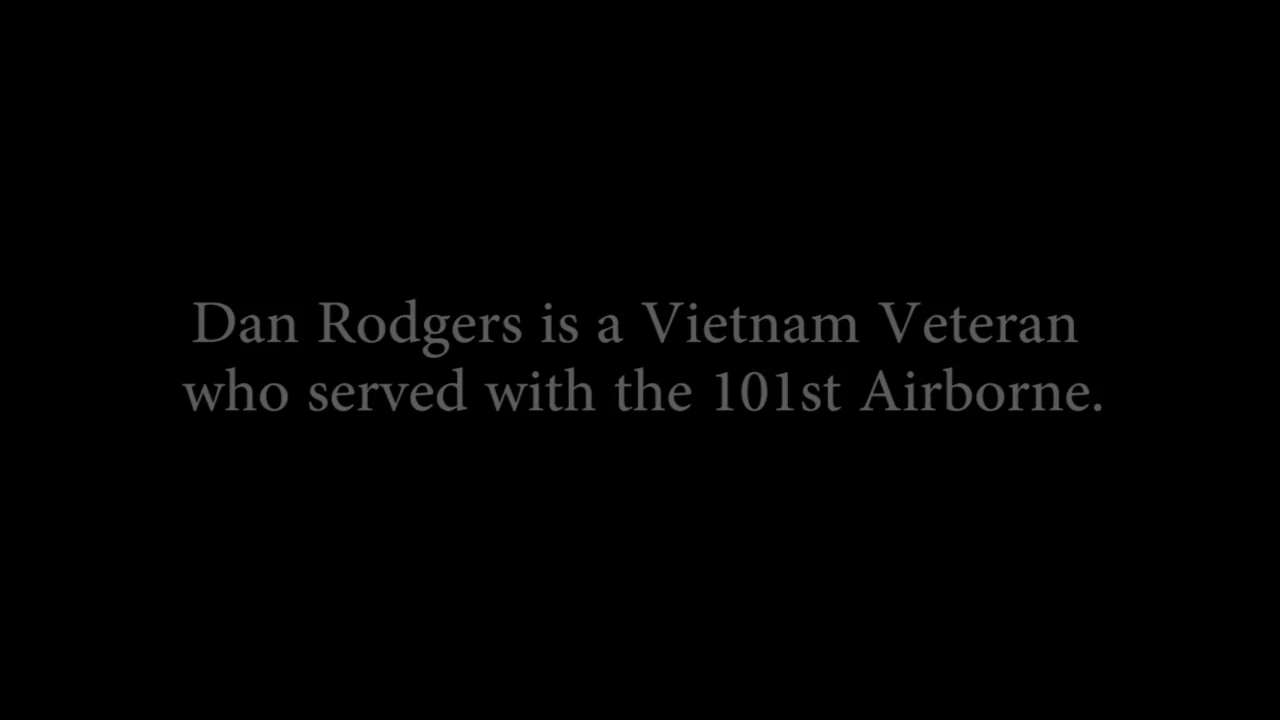 Dan Rodgers is a Vietnam Veteran
who served with the 101st Airborne.